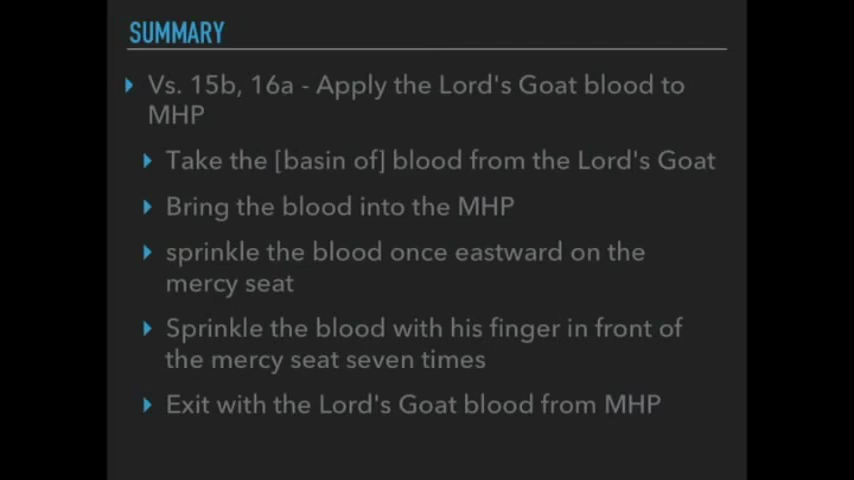 SUMMARY
Vs. 15b, 16a - Apply the Lord's Goat blood to
MHP
Take the [basin of] blood from the Lord's Goat
Bring the blood into the MHP
sprinkle the blood once eastward on the
mercy seat
Sprinkle the blood with his finger in front of
the mercy seat seven times
Exit with the Lord's Goat blood from MHP